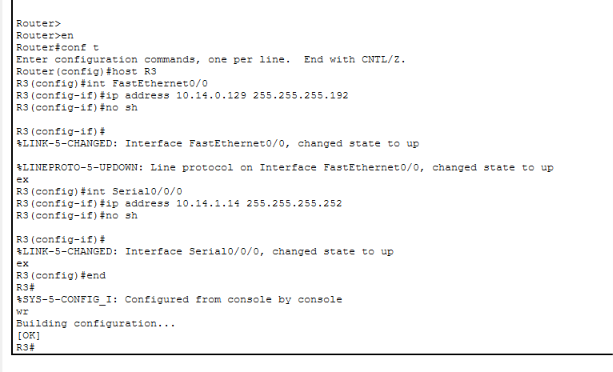 Router>
Router>en
Router#conf t
Enter configuration commands, one per line.  End with CNTL/Z.
Router(config)#host R3
R3(config)#int FastEthernet0/0
R3(config-if)#ip address 10.14.0.129 255.255.255.192
R3(config-if)#no sh
R3(config-if)#
%LINK-5-CHANGED: Interface FastEthernet0/0, changed state to up
%LINEPROTO-5-UPDOWN: Line protocol on Interface FastEthernet0/0, changed state to up
ex
R3(config)#int Serial0/0/0
R3(config-if)#ip address 10.14.1.14 255.255.255.252
R3(config-if)#no sh
R3(config-if)#
%LINK-5-CHANGED: Interface Serial0/0/0, changed state to up
ex
R3(config)#end
R3#
%SYS-5-CONFIG_I: Configured from console by console
wr
Building configuration...
[OK]
R3#